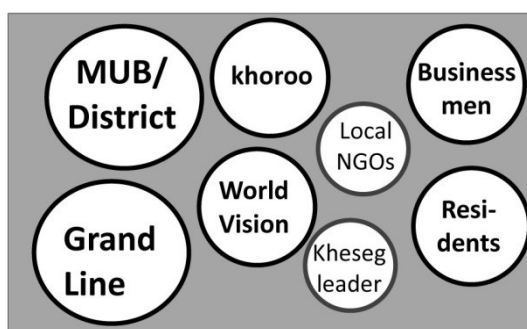 MUB/
District
khoroo
Business
men
Local
NGOs
World
Vision
Resi-
dents
Grand
Line
Kheseg
leader